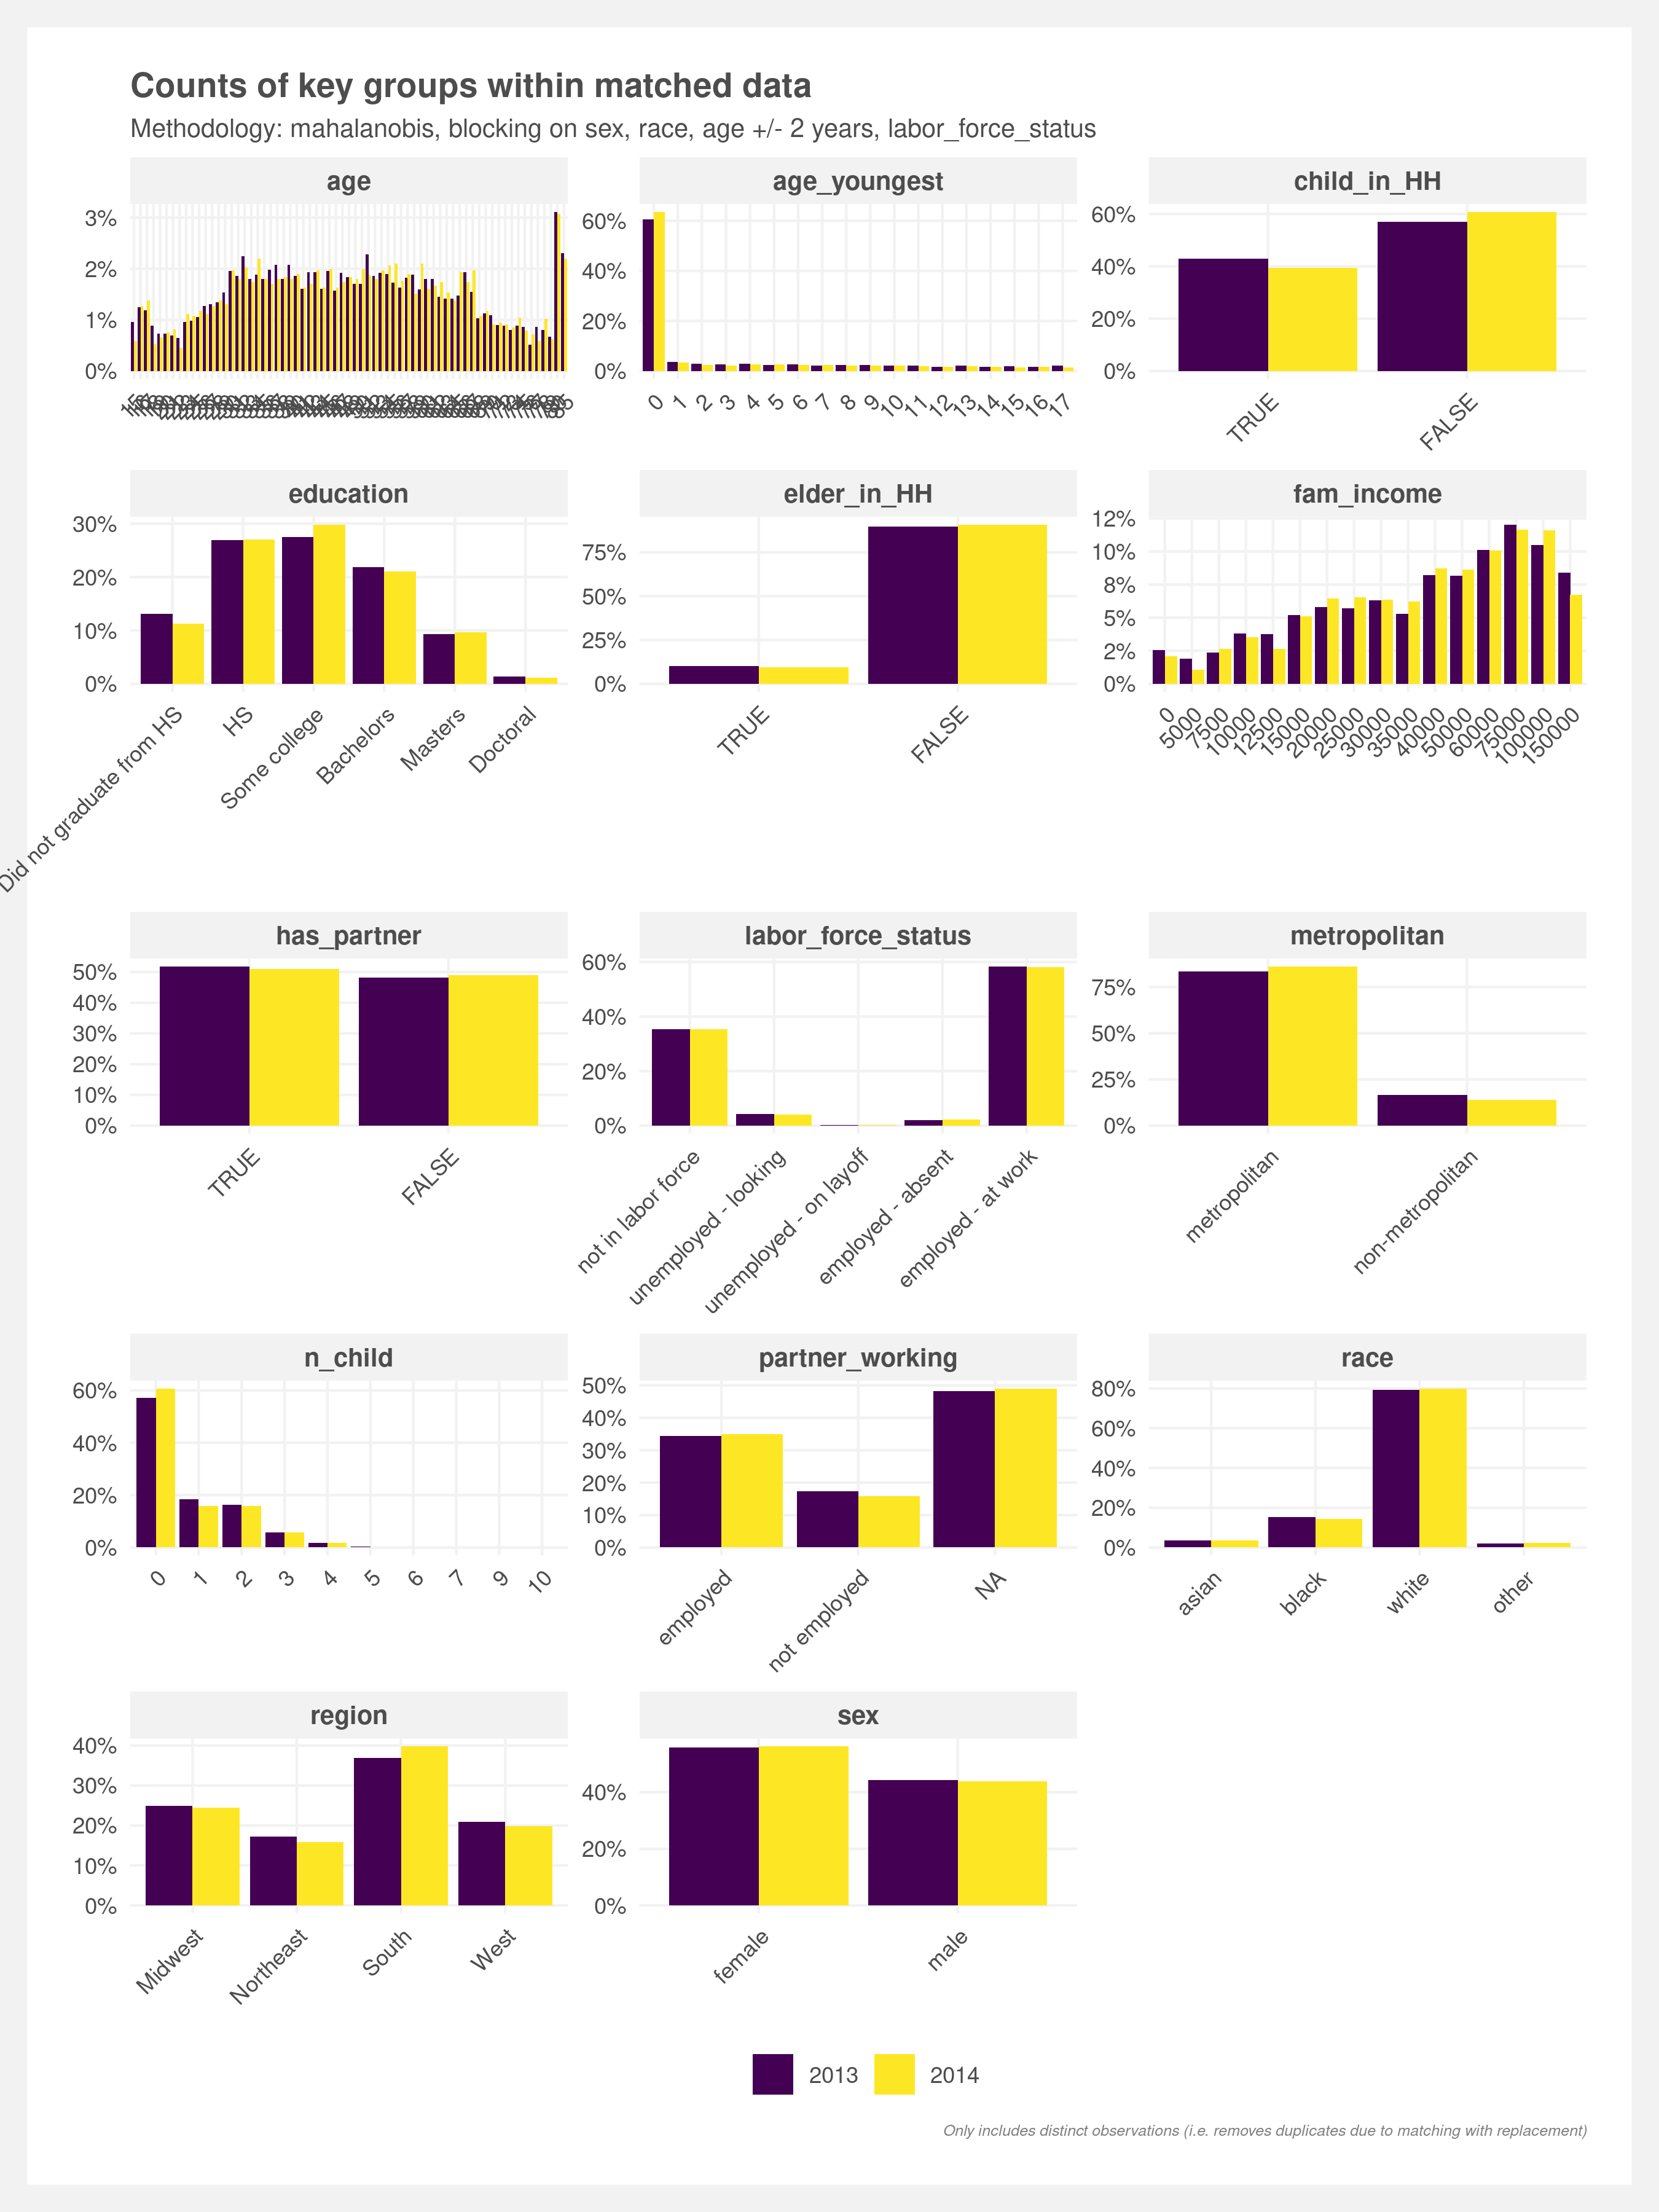 Counts of key groups within matched data
Methodology: mahalanobis, blocking on sex, race, age +/- 2 years, labor_force_status
age
3%
2%
1%
0%
age_youngest
60%
40%
20%
0%
0 1 2 3 4 5 6 7 8 9 10 11 12 13 14 15 16 17
child_in_HH
60%
40%
20%
0%
TRUE FALSE
education
30%
20%
10%
0%
Did not graduate from HS HS Some college Bachelors Masters Doctoral
elder_in_HH
75%
50%
25%
0%
TRUE FALSE
fam_income
12%
10%
8%
5%
2%
0%
0 5000 7500 10000 12500 15000 20000 25000 30000 35000 40000 50000 60000 75000 100000 150000
has_partner
50%
40%
30%
20%
10%
0%
TRUE FALSE
labor_force_status
60%
40%
20%
0%
not in labor force unemployed - looking unemployed - on layoff employed - absent employed - at work
metropolitan
75%
50%
25%
0%
metropolitan non-metropolitan
n_child
60%
40%
20%
0%
0 1 2 3 4 5 6 7 9 10
partner_working
50%
40%
30%
20%
10%
0%
employed not employed NA
race
80%
60%
40%
20%
0%
asian black white other
region
40%
30%
20%
10%
0%
Midwest Northeast South West
sex
40%
20%
0%
female male
2013 2014
Only includes distinct observations (i.e. removes duplicates due to matching with replacement)